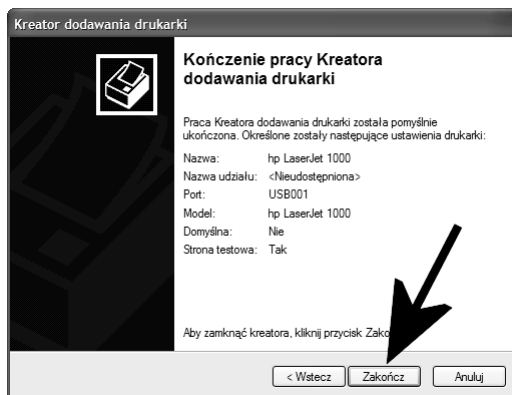 Kreator dodawania drukarki
Kończenie pracy Kreatora
dodawania drukarki
Praca Kreatora dodawania drukarki została pomyślnie
ukończona. Określone zostały następujące ustawienia drukarki:
Nazwa: hp LaserJet 1000
Nazwa udziału: <Nieudostępniona>
Port: USB001
Model: hp LaserJet 1000
Domyślna: Nie
Strona testowa: Tak
Aby zamknąć kreatora, kliknij przycisk Zako
< Wstecz Zakończ Anuluj